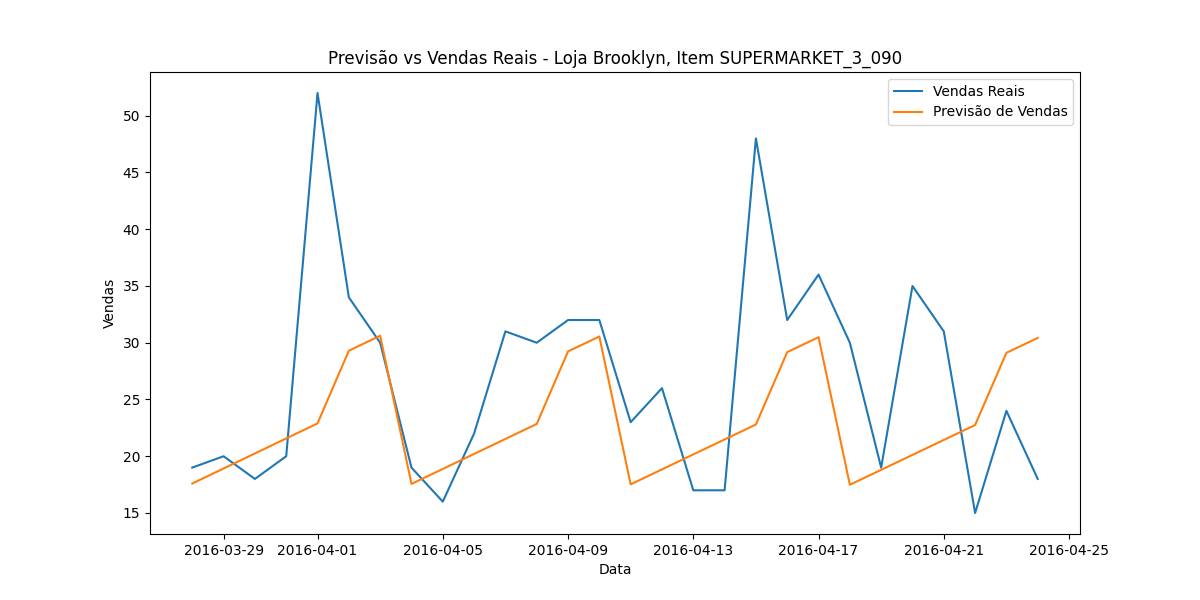 Previsão vs Vendas Reais - Loja Brooklyn, Item SUPERMARKET_3_090
Vendas Reais
Previsão de Vendas
Vendas
50
45
40
35
30
25
20
15
2016-03-29 2016-04-01 2016-04-05 2016-04-09 2016-04-13 2016-04-17 2016-04-21 2016-04-25
Data